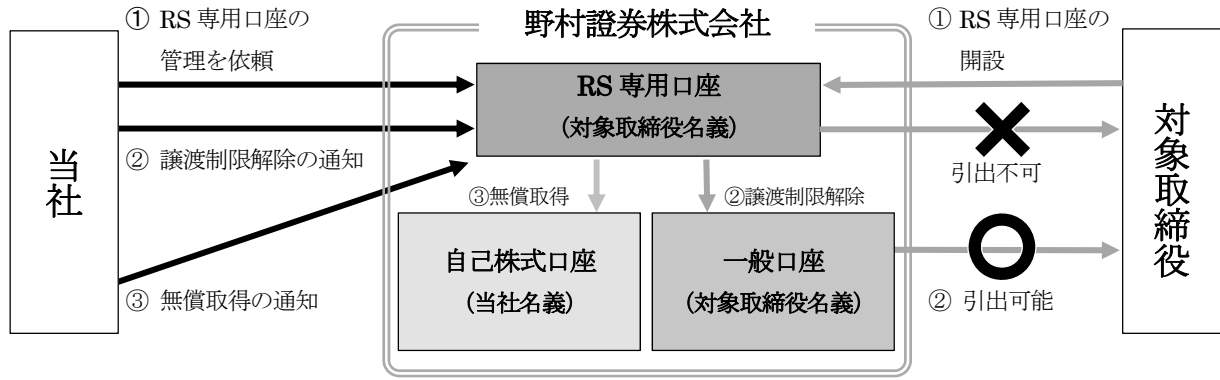 ① RS 専用口座の
管理を依頼
② 譲渡制限解除の通知
③ 無償取得の通知
当社
野村證券株式会社
RS 専用口座
(対象取締役名義)
③無償取得
②譲渡制限解除
自己株式口座
(当社名義)
一般口座
(対象取締役名義)
① RS 専用口座の
開設
引出不可
② 引出可能
対象取締役